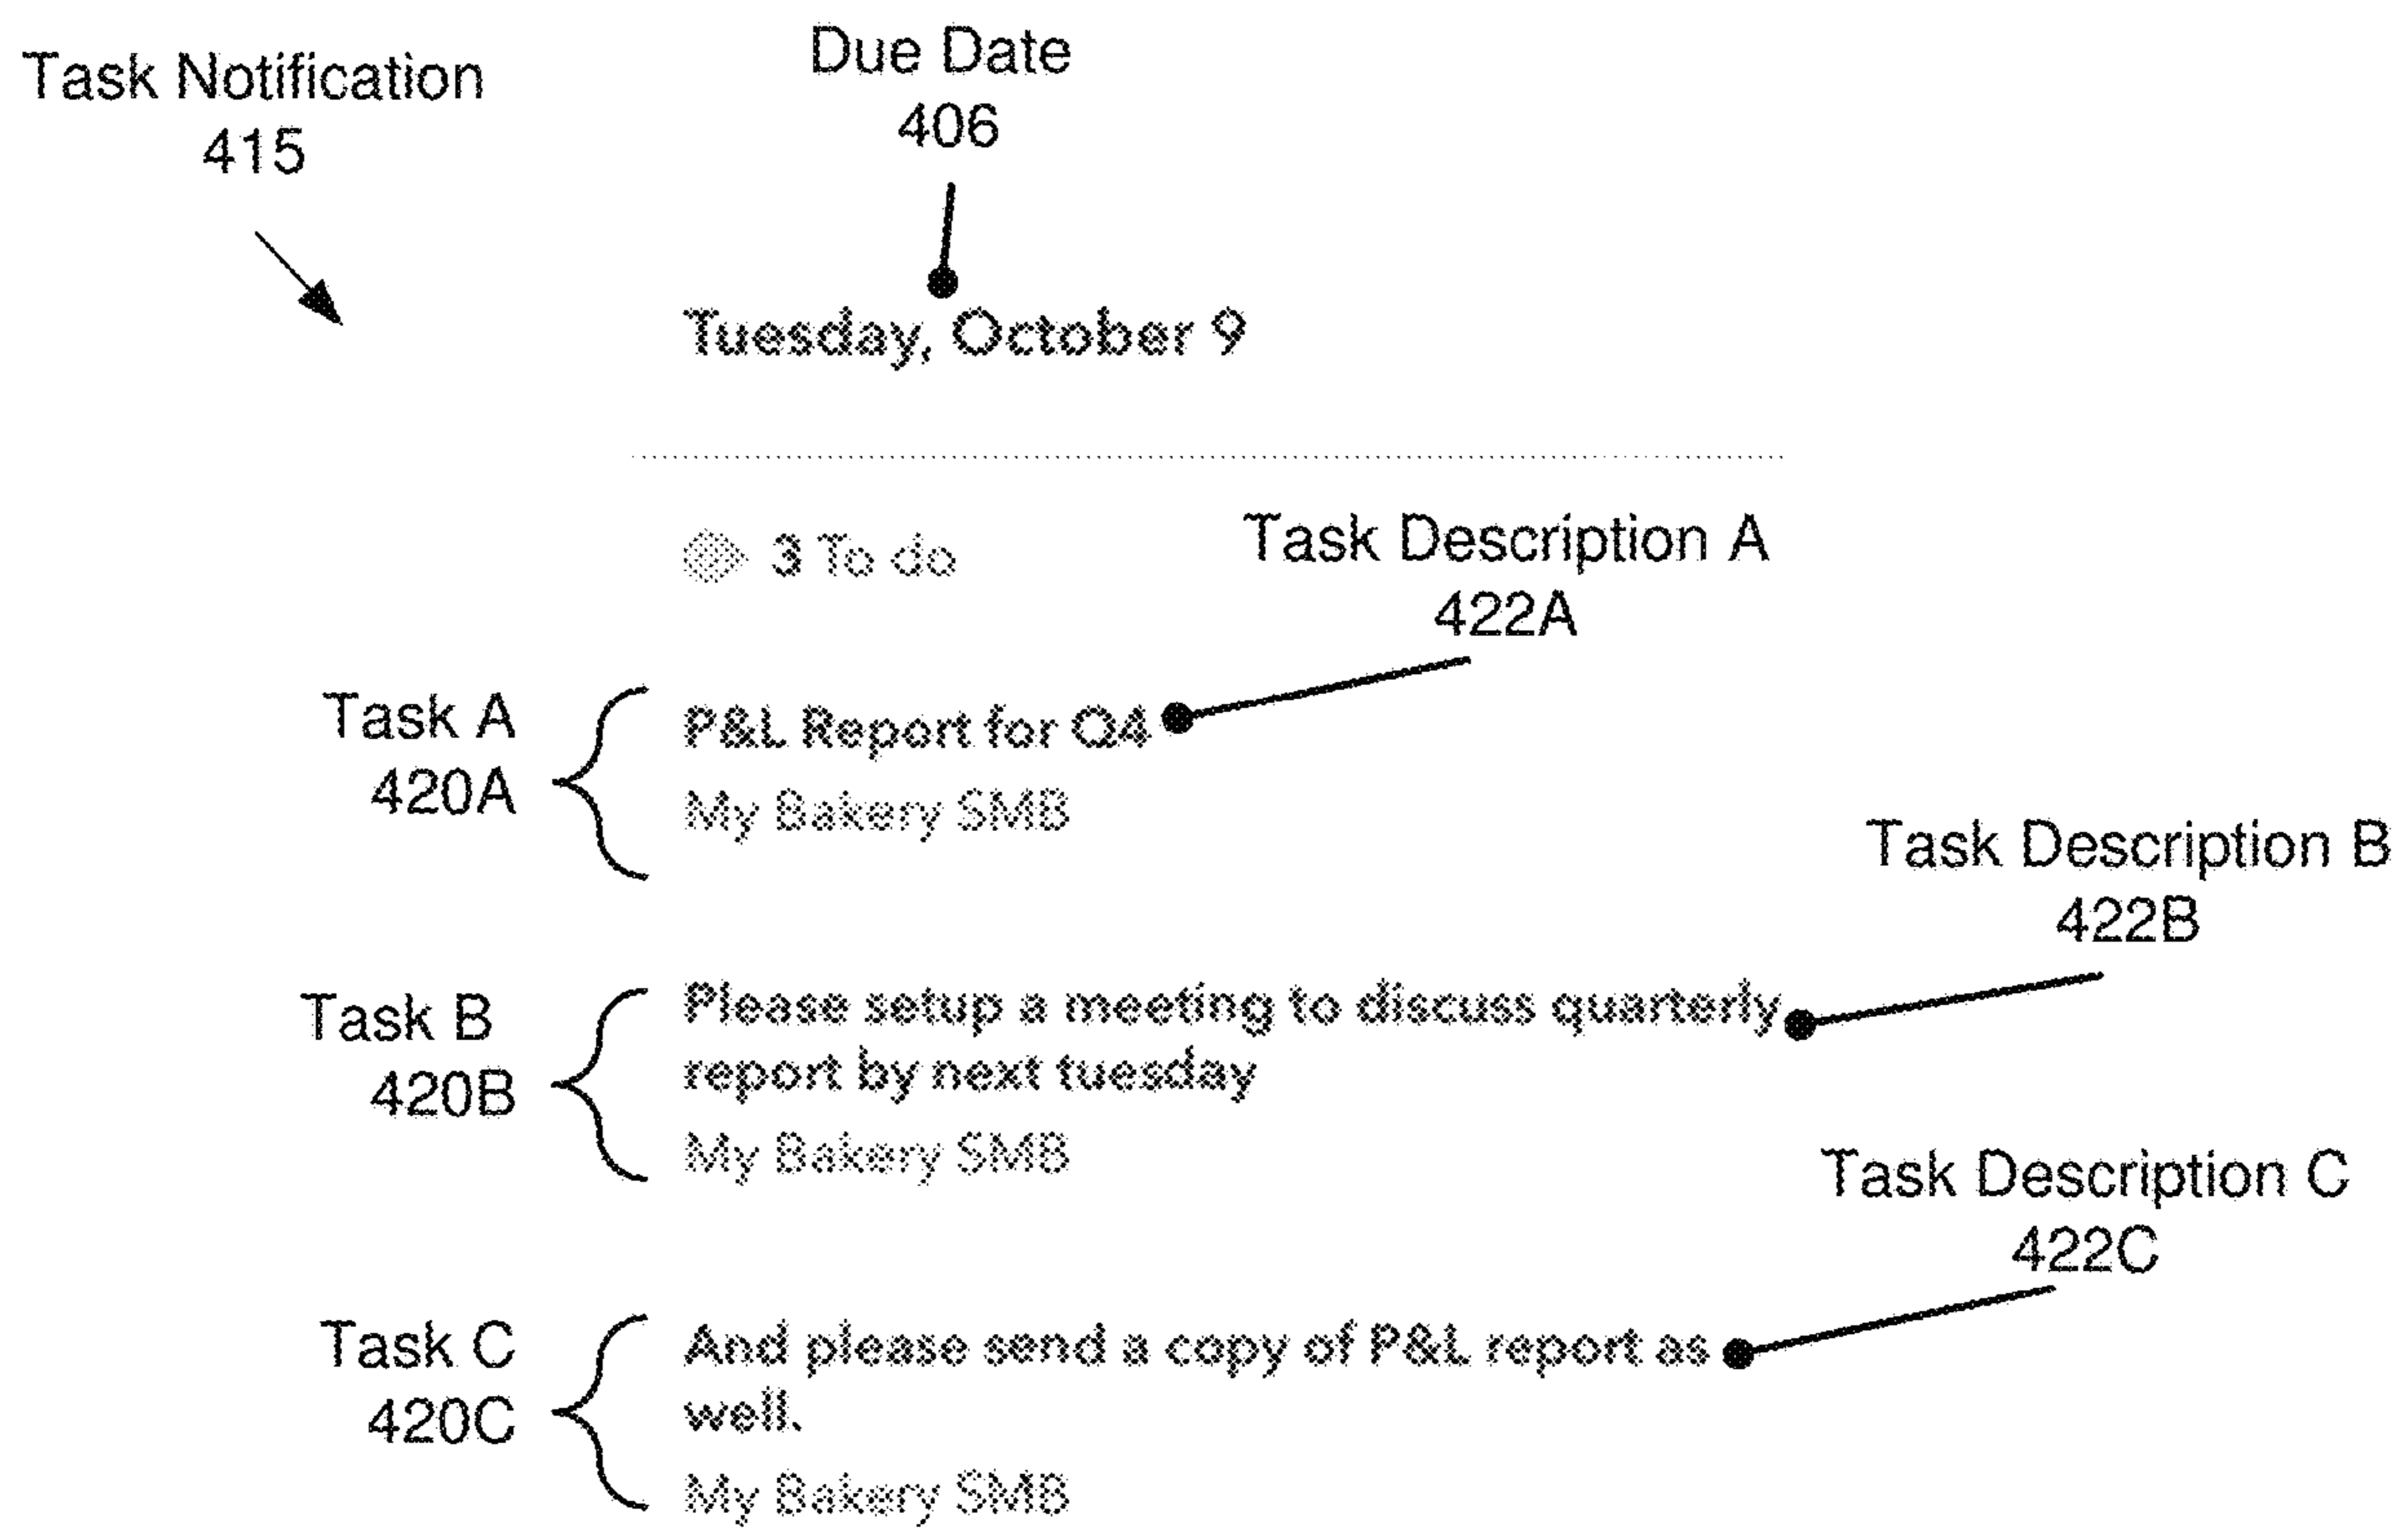 Task Notification
415
Due Date
406
Tuesday, October 9
3 To do
Task Description A
422A
Task A
420A
P&L Report for Q4
My Bakery SMB
Task Description B
422B
Task B
420B
Please setup a meeting to discuss quarterly
report by next tuesday
My Bakery SMB
Task Description C
422C
Task C
420C
And please send a copy of P&L report as
well.
My Bakery SMB